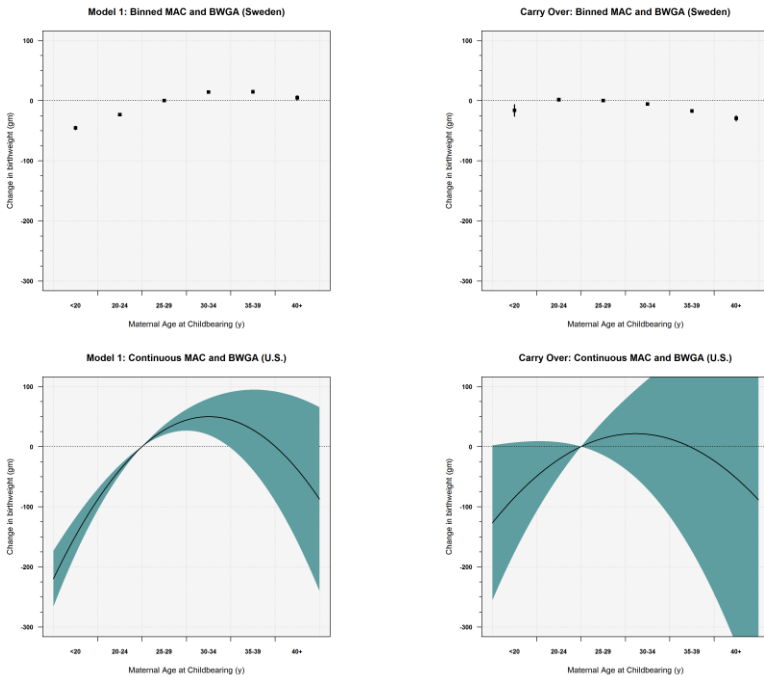 Model 1: Binned MAC and BWGA (Sweden)
100
0
-100
-200
-300
Change in birthweight (gm)
<20 20-24 25-29 30-34 35-39 40+
Maternal Age at Childbearing (y)
Carry Over: Binned MAC and BWGA (Sweden)
100
0
-100
-200
-300
Change in birthweight (gm)
<20 20-24 25-29 30-34 35-39 40+
Maternal Age at Childbearing (y)
Model 1: Continuous MAC and BWGA (U.S.)
100
0
-100
-200
-300
Change in birthweight (gm)
<20 20-24 25-29 30-34 35-39 40+
Maternal Age at Childbearing (y)
Carry Over: Continuous MAC and BWGA (U.S.)
100
0
-100
-200
-300
Change in birthweight (gm)
<20 20-24 25-29 30-34 35-39 40+
Maternal Age at Childbearing (y)